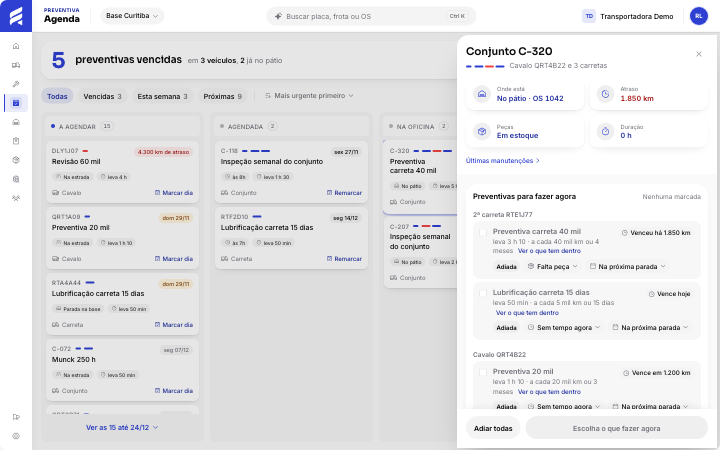 PREVENTIVA
Agenda
Base Curitiba
Buscar placa, frota ou OS
Ctrl K
TD
Transportadora Demo
RL
5 preventivas vencidas
em 3 veículos, 2 já no pátio
Todas
Vencidas 3
Esta semana 3
Próximas 9
Mais urgente primeiro
A AGENDAR 15
DLY1J07
4.300 km de atraso
Revisão 60 mil
Na estrada
leva 4 h
Cavalo
Marcar dia
QRT1A09
dom 29/11
Preventiva 20 mil
Na estrada
leva 1 h 10
Cavalo
Marcar dia
RTA4A44
dom 29/11
Lubrificação carreta 15 dias
Parada na base
leva 50 min
Carreta
Marcar dia
C-072
seg 07/12
Munck 250 h
Na estrada
leva 50 min
Conjunto
Marcar dia
Ver as 15 até 24/12
AGENDADA 2
C-118
sex 27/11
Inspeção semanal do conjunto
às 8h
leva 1 h 30
Conjunto
Remarcar
RTF2D10
seg 14/12
Lubrificação carreta 15 dias
às 7h
leva 50 min
Carreta
Remarcar
NA OFICINA 2
C-320
Preventiva
carreta 40 mil
No pátio
leva 3 h
Conjunto
C-207
Inspeção semanal
do conjunto
No pátio
leva 2 h
Conjunto
Conjunto C-320
Cavalo QRT4B22 e 3 carretas
Onde está
No pátio · OS 1042
Atraso
1.850 km
Peças
Em estoque
Duração
0 h
Últimas manutenções
Preventivas para fazer agora
Nenhuma marcada
2ª carreta RTE1J77
Preventiva carreta 40 mil
Venceu há 1.850 km
leva 3 h 10 · a cada 40 mil km ou 4
meses Ver o que tem dentro
Adiada
Falta peça
Na próxima parada
Lubrificação carreta 15 dias
Vence hoje
leva 50 min · a cada 5 mil km ou 15 dias
Ver o que tem dentro
Adiada
Sem tempo agora
Na próxima parada
Cavalo QRT4B22
Preventiva 20 mil
Vence em 1.200 km
leva 1 h 10 · a cada 20 mil km ou 3
meses Ver o que tem dentro
Adiada
Sem tempo agora
Na próxima parada
Adiar todas
Escolha o que fazer agora